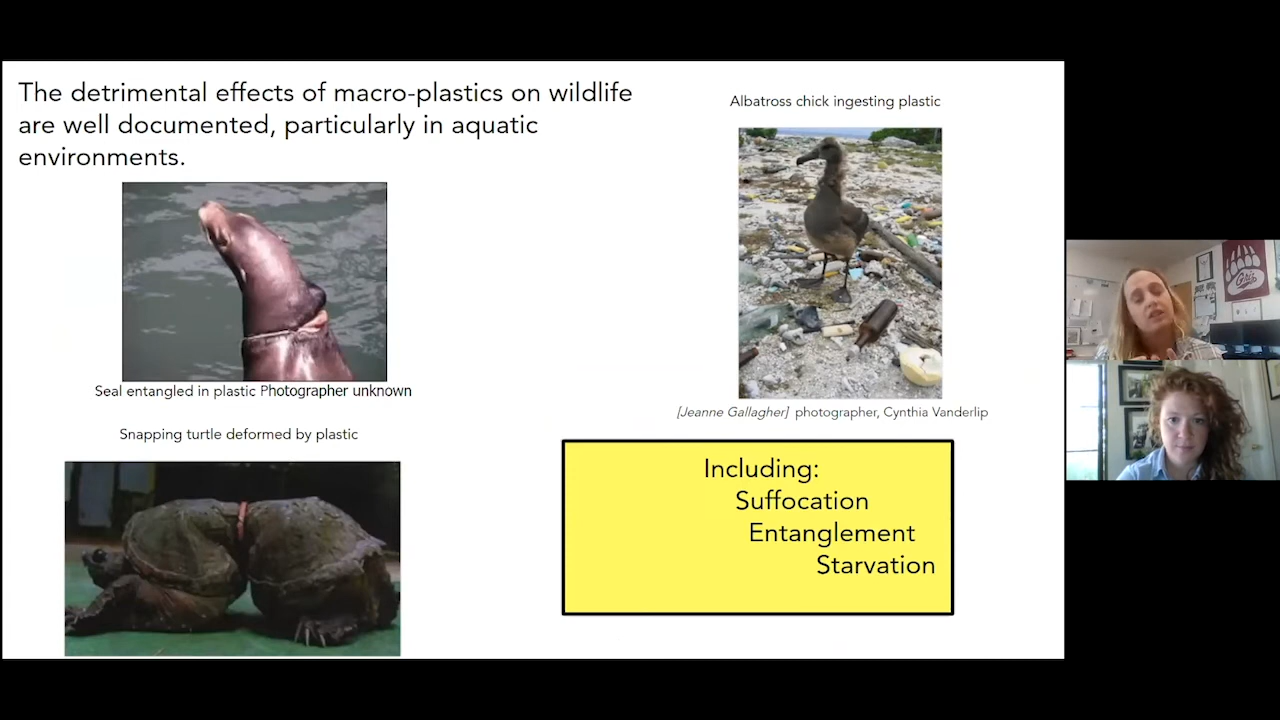 The detrimental effects of macro-plastics on wildlife
are well documented, particularly in aquatic
environments.
Seal entangled in plastic Photographer unknown
Snapping turtle deformed by plastic
Albatross chick ingesting plastic
[Jeanne Gallagher] photographer, Cynthia Vanderlip
Including:
Suffocation
Entanglement
Starvation
Griz